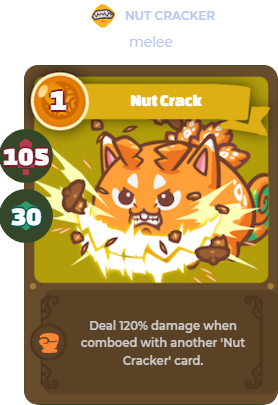 NUT CRACKER
melee
1
Nut Crack
105
30
Deal 120% damage when
comboed with another 'Nut
Cracker' card.